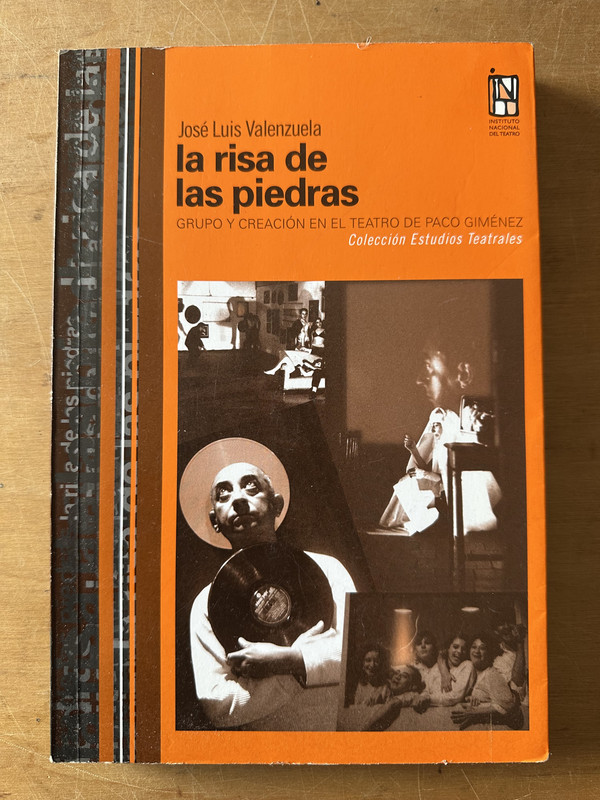 INSTITUTO
NACIONAL
DEL TEATRO
José Luis Valenzuela
la risa de
las piedras
GRUPO Y CREACIÓN EN EL TEATRO DE PACO GIMÉNEZ
Colección Estudios Teatrales